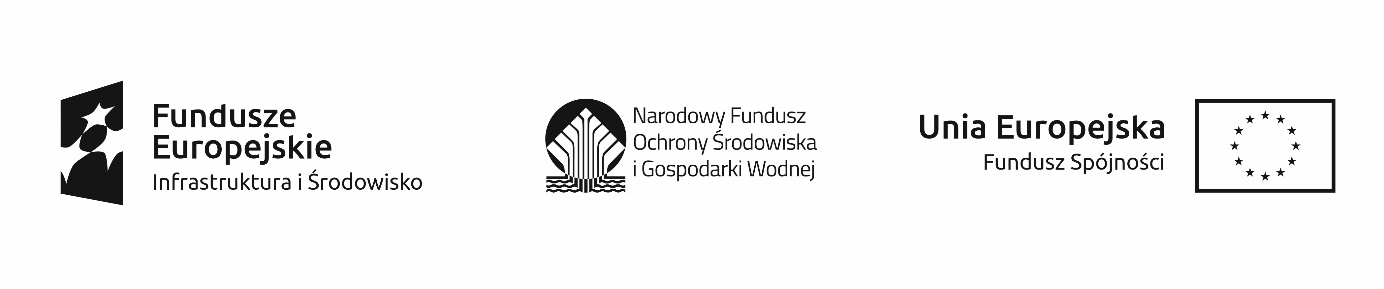 Fundusze
Europejskie
Infrastruktura i Środowisko
Narodowy Fundusz
Ochrony Środowiska
i Gospodarki Wodnej
Unia Europejska
Fundusz Spójności